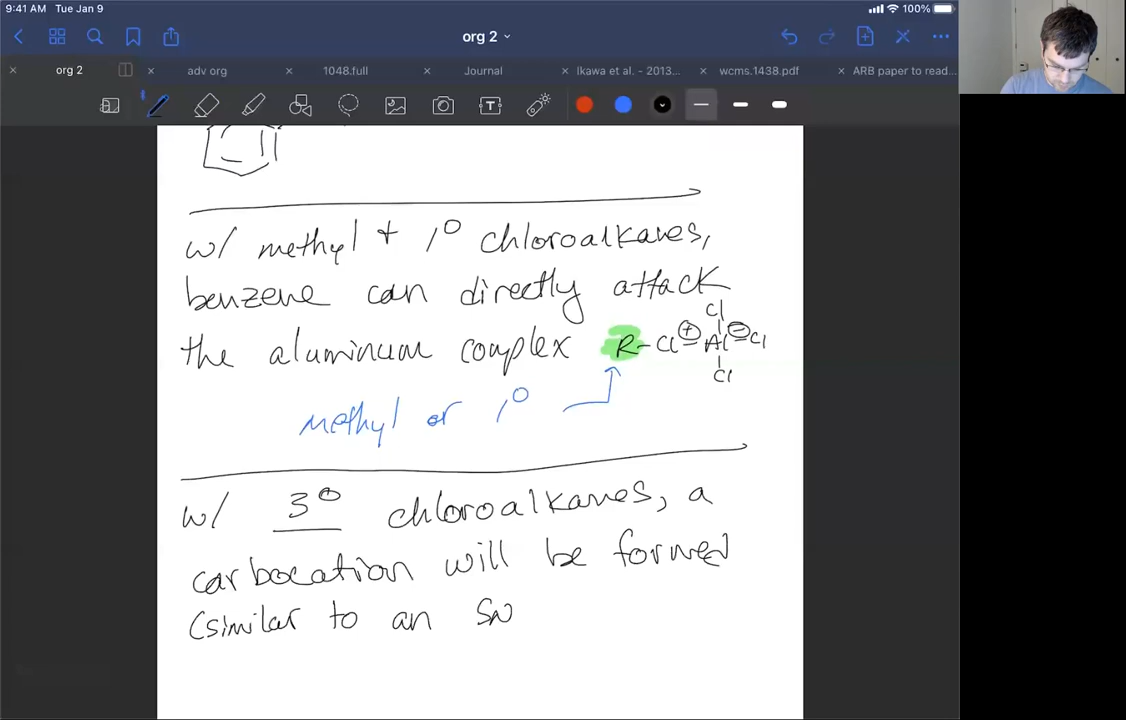 9:41 AM Tue Jan 9
100%
org 2
org 2
adv org
1048.full
Journal
Ikawa et al. - 2013...
wcms.1438.pdf
ARB paper to read...
w/ methyl + 1° chloroalkanes,
benzene can directly attack
the aluminum complex R-Cl⊕-Al⊖-Cl
Cl
Cl
methyl or 1°
w/ 3° chloroalkanes, a
carbocation will be formed
(similar to an SN